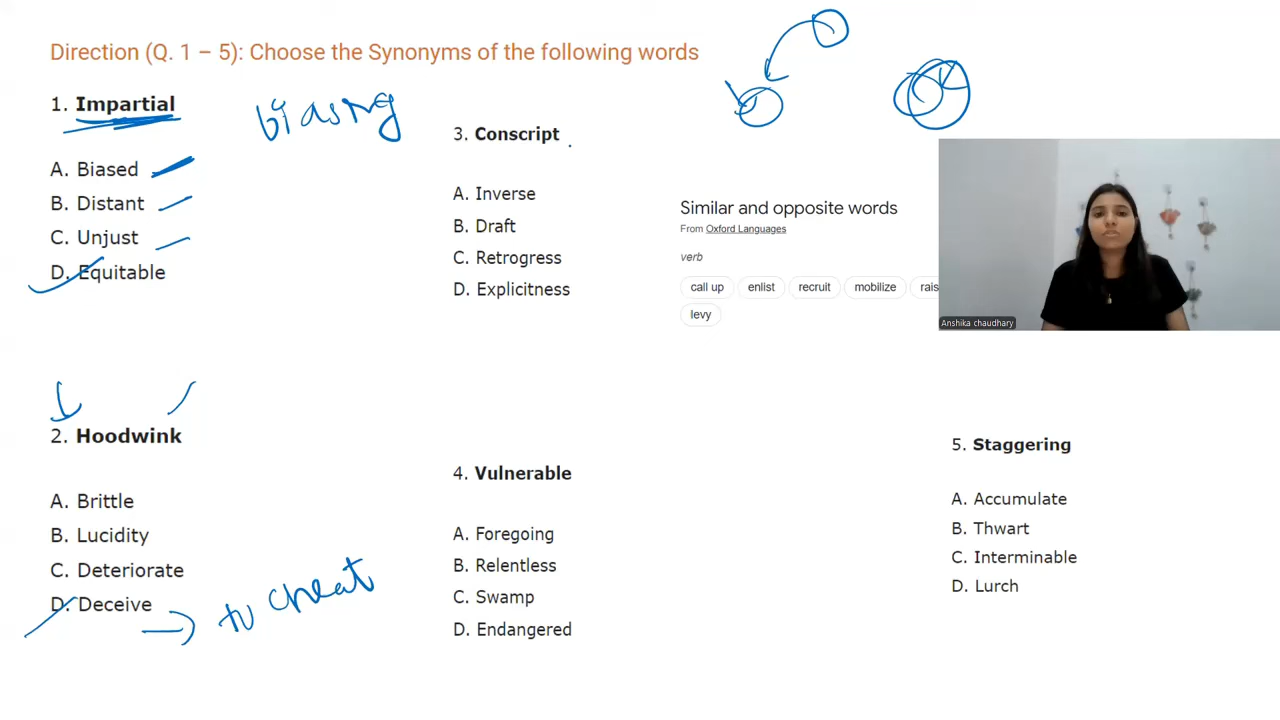 Direction (Q. 1 – 5): Choose the Synonyms of the following words
1. Impartial
biasing
A. Biased
B. Distant
C. Unjust
D. Equitable
2. Hoodwink
A. Brittle
B. Lucidity
C. Deteriorate
D. Deceive
to cheat
3. Conscript
A. Inverse
B. Draft
C. Retrogress
D. Explicitness
Similar and opposite words
From Oxford Languages
verb
call up enlist recruit mobilize rais
levy
Anshika chaudhary
4. Vulnerable
A. Foregoing
B. Relentless
C. Swamp
D. Endangered
5. Staggering
A. Accumulate
B. Thwart
C. Interminable
D. Lurch